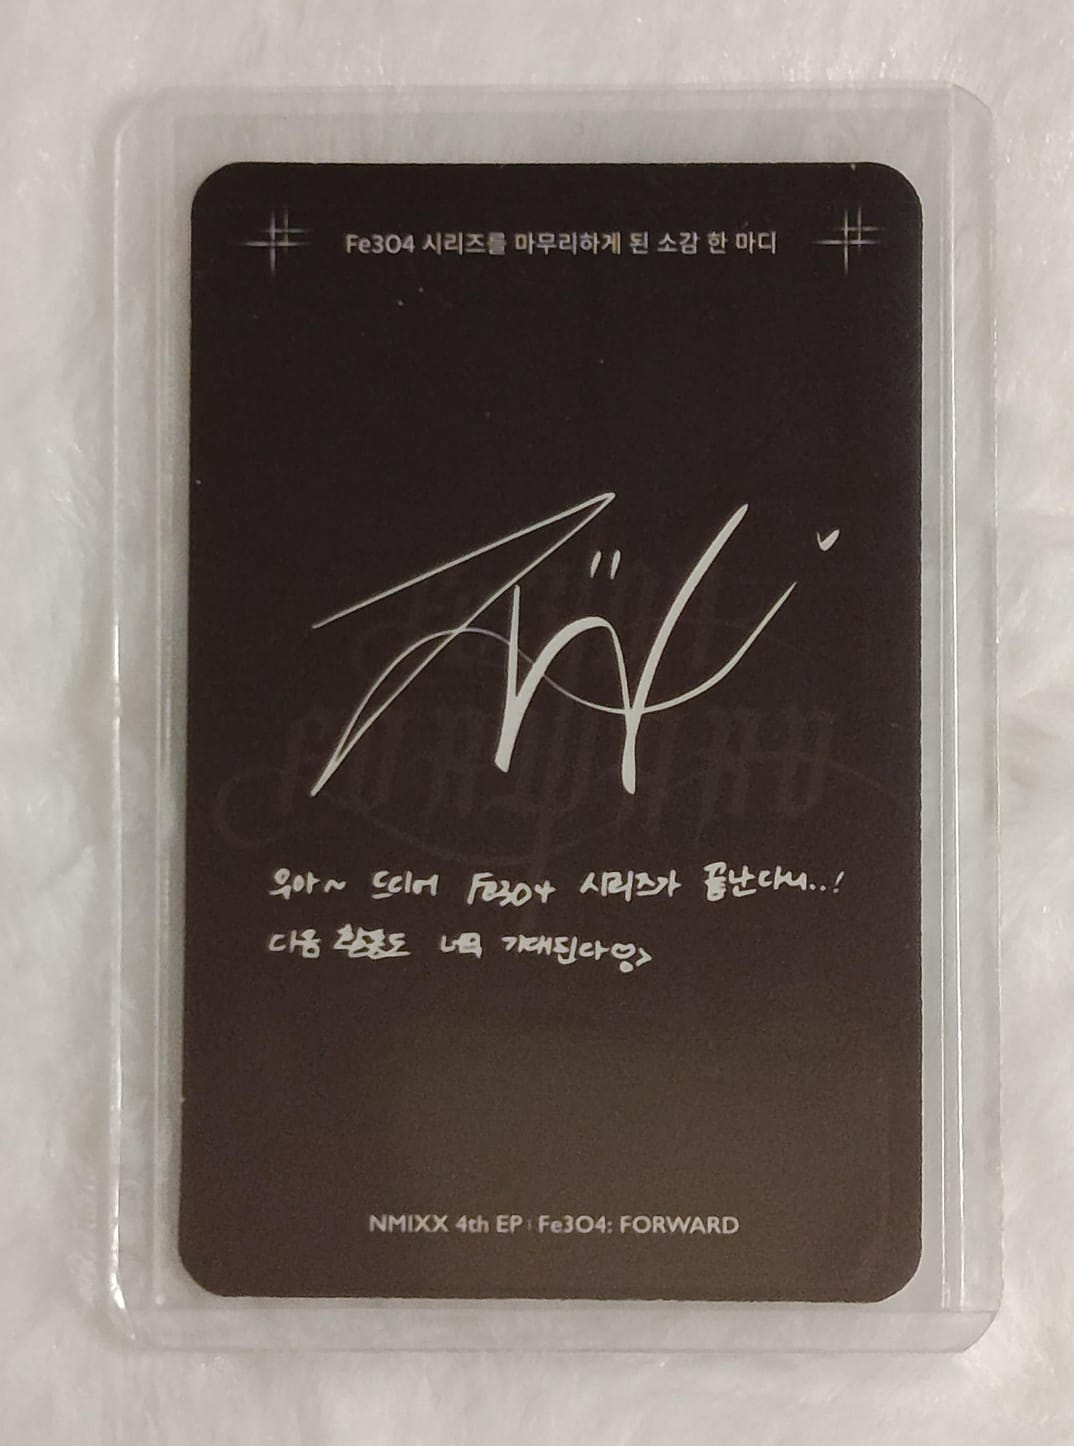 Fe3O4 시리즈를 마무리하게 된 소감 한 마디
우아~ 드디어 Fe3O4 시리즈가 끝난다니..!
다음 활동도 너무 기대된다♡
NMIXX 4th EP Fe3O4: FORWARD